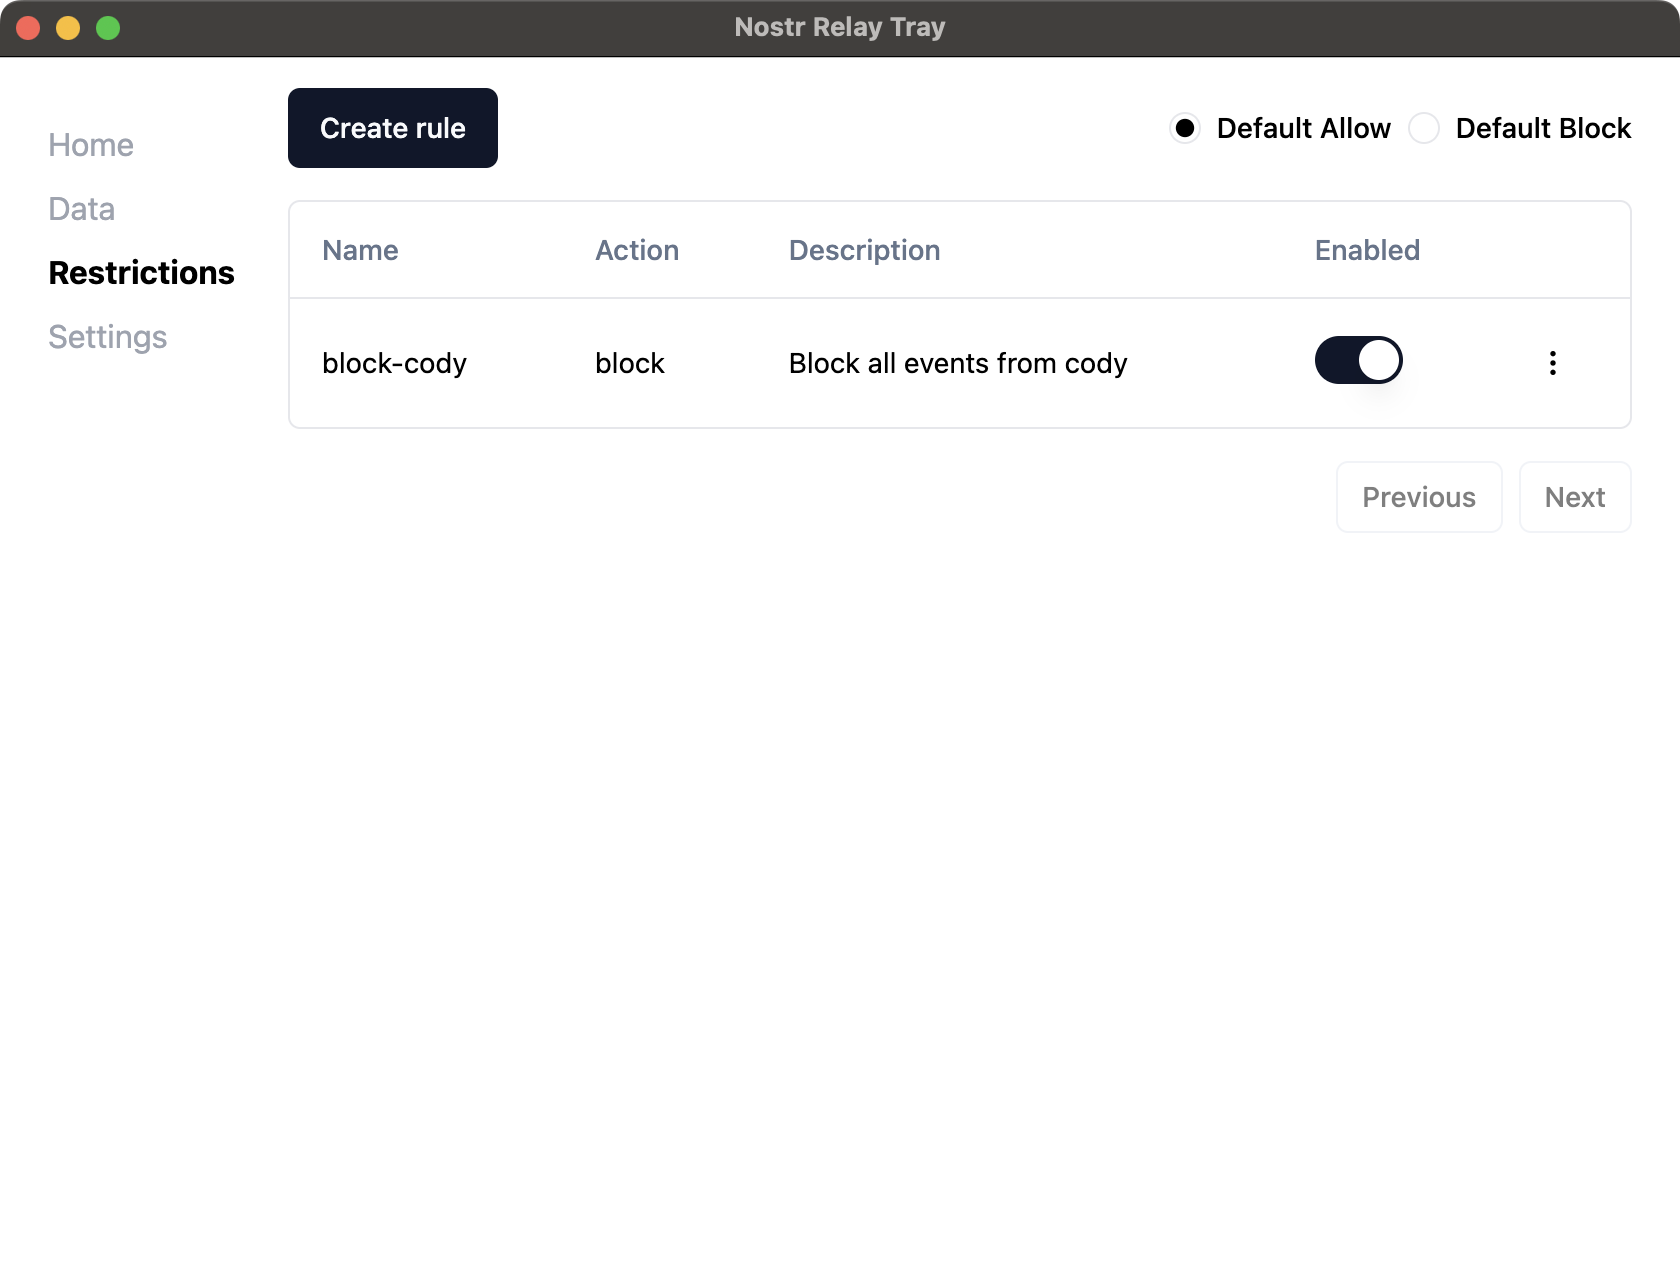 Nostr Relay Tray
Home
Data
Restrictions
Settings
Create rule
Default Allow Default Block
Name Action Description Enabled
block-cody block Block all events from cody
Previous Next